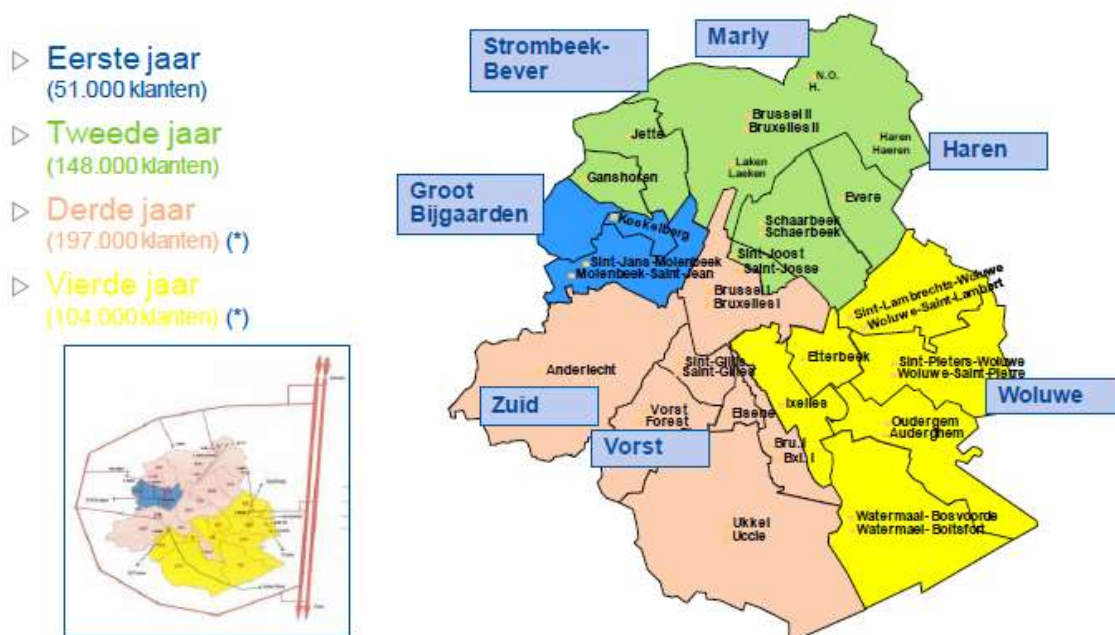 Eerste jaar
(51.000 klanten)
Tweede jaar
(148.000 klanten)
Derde jaar
(197.000 klanten) (*)
Vierde jaar
(104.000 klanten) (*)
Marly
Strombeek-
Bever
N.O.
H.
Brussel II
Bruxelles II
Jette
Haren
Haeren
Haren
Laken
Laeken
Ganshoren
Evere
Groot
Bijgaarden
Koekelberg
Schaarbeek
Schaerbeek
Sint-Jans-Molenbeek
Molenbeek-Saint-Jean
Sint-Joost
Saint-Josse
Brussel I
Bruxelles I
Sint-Lambrechts-Woluwe
Woluwe-Saint-Lambert
Etterbeek
Sint-Gillis
Saint-Gilles
Sint-Pieters-Woluwe
Woluwe-Saint-Pierre
Anderlecht
Zuid
Ixelles
Woluwe
Vorst
Forest
Elsene
Oudergem
Auderghem
Vorst
Bru. I
Bxl. I
Ukkel
Uccle
Watermaal-Bosvoorde
Watermael-Boitsfort